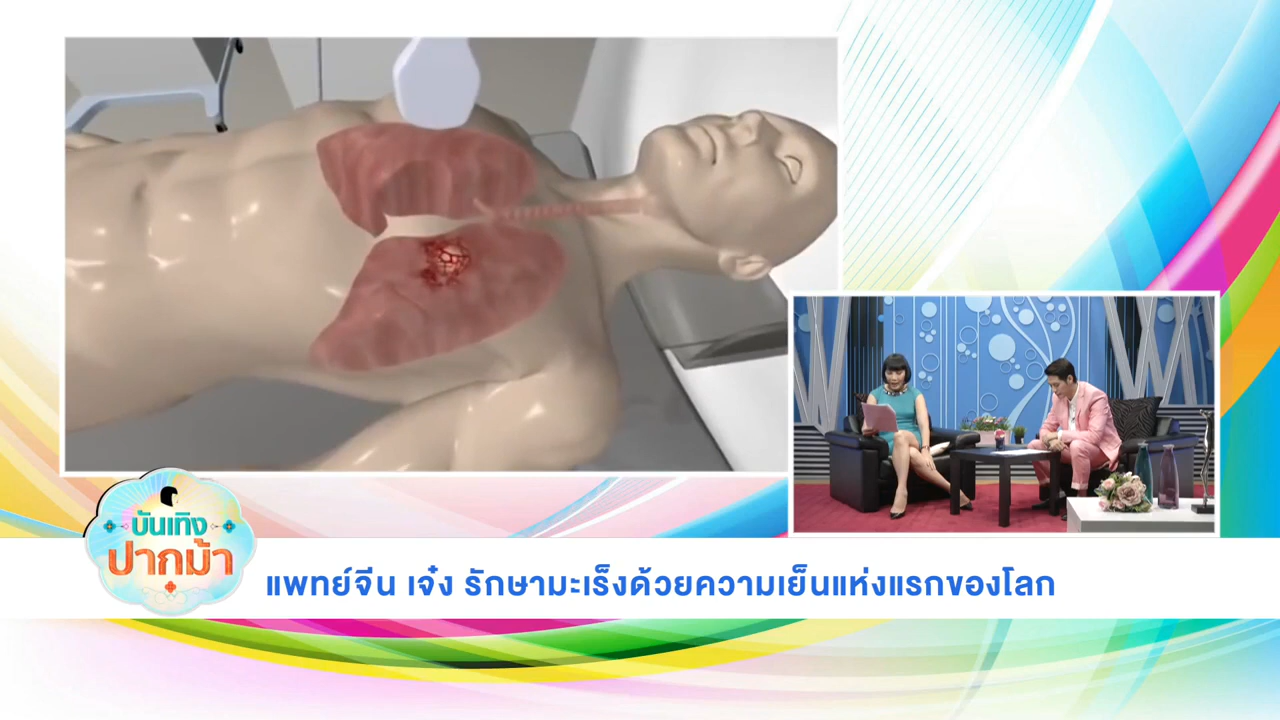 บันเทิง
ปากม้า
แพทย์จีน เจ๋ง รักษามะเร็งด้วยความเย็นแห่งแรกของโลก